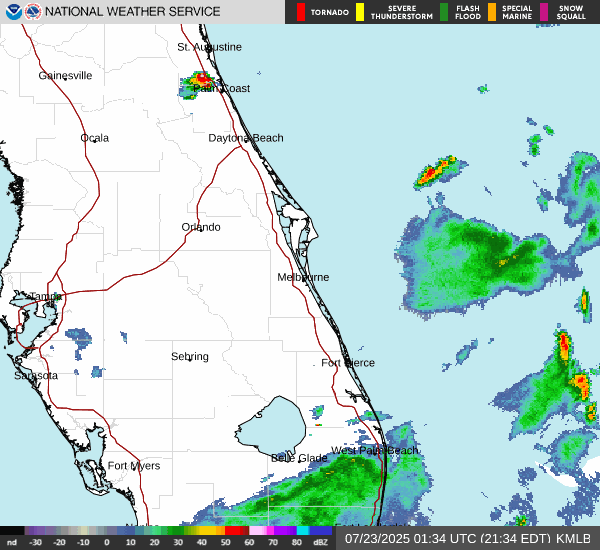 NATIONAL WEATHER SERVICE
TORNADO
SEVERE THUNDERSTORM
FLASH FLOOD
SPECIAL MARINE
SNOW SQUALL
St. Augustine
Gainesville
Palm Coast
Ocala
Daytona Beach
Orlando
Melbourne
Tampa
Sebring
Fort Pierce
Sarasota
West Palm Beach
Belle Glade
Fort Myers
nd -30 -20 -10 0 10 20 30 40 50 60 70 80 dBZ
07/23/2025 01:34 UTC (21:34 EDT) KMLB